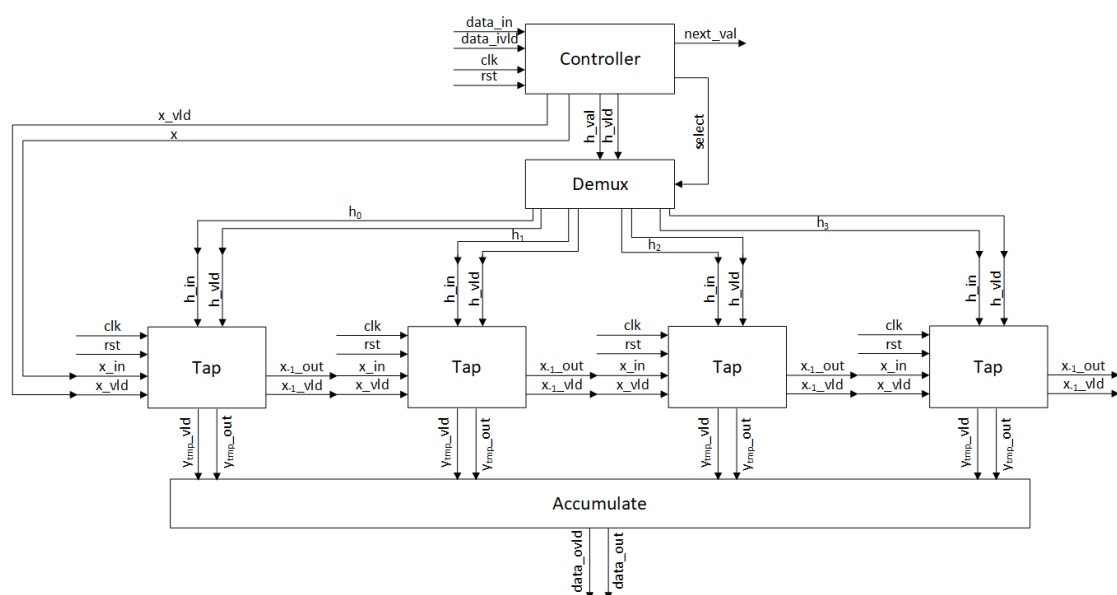 data_in
data_ivld
clk
rst
Controller
next_val
x_vld
x
h_val
h_vld
select
Demux
h₀
h₁
h₂
h₃
h_in
h_vld
h_in
h_vld
h_in
h_vld
h_in
h_vld
clk
rst
x_in
x_vld
Tap
x₋₁_out
x₋₁_vld
clk
rst
x_in
x_vld
Tap
x₋₁_out
x₋₁_vld
clk
rst
x_in
x_vld
Tap
x₋₁_out
x₋₁_vld
clk
rst
x_in
x_vld
Tap
x₋₁_out
x₋₁_vld
yₜₘₚ_vld
yₜₘₚ_out
yₜₘₚ_vld
yₜₘₚ_out
yₜₘₚ_vld
yₜₘₚ_out
yₜₘₚ_vld
yₜₘₚ_out
Accumulate
data_ovld
data_out